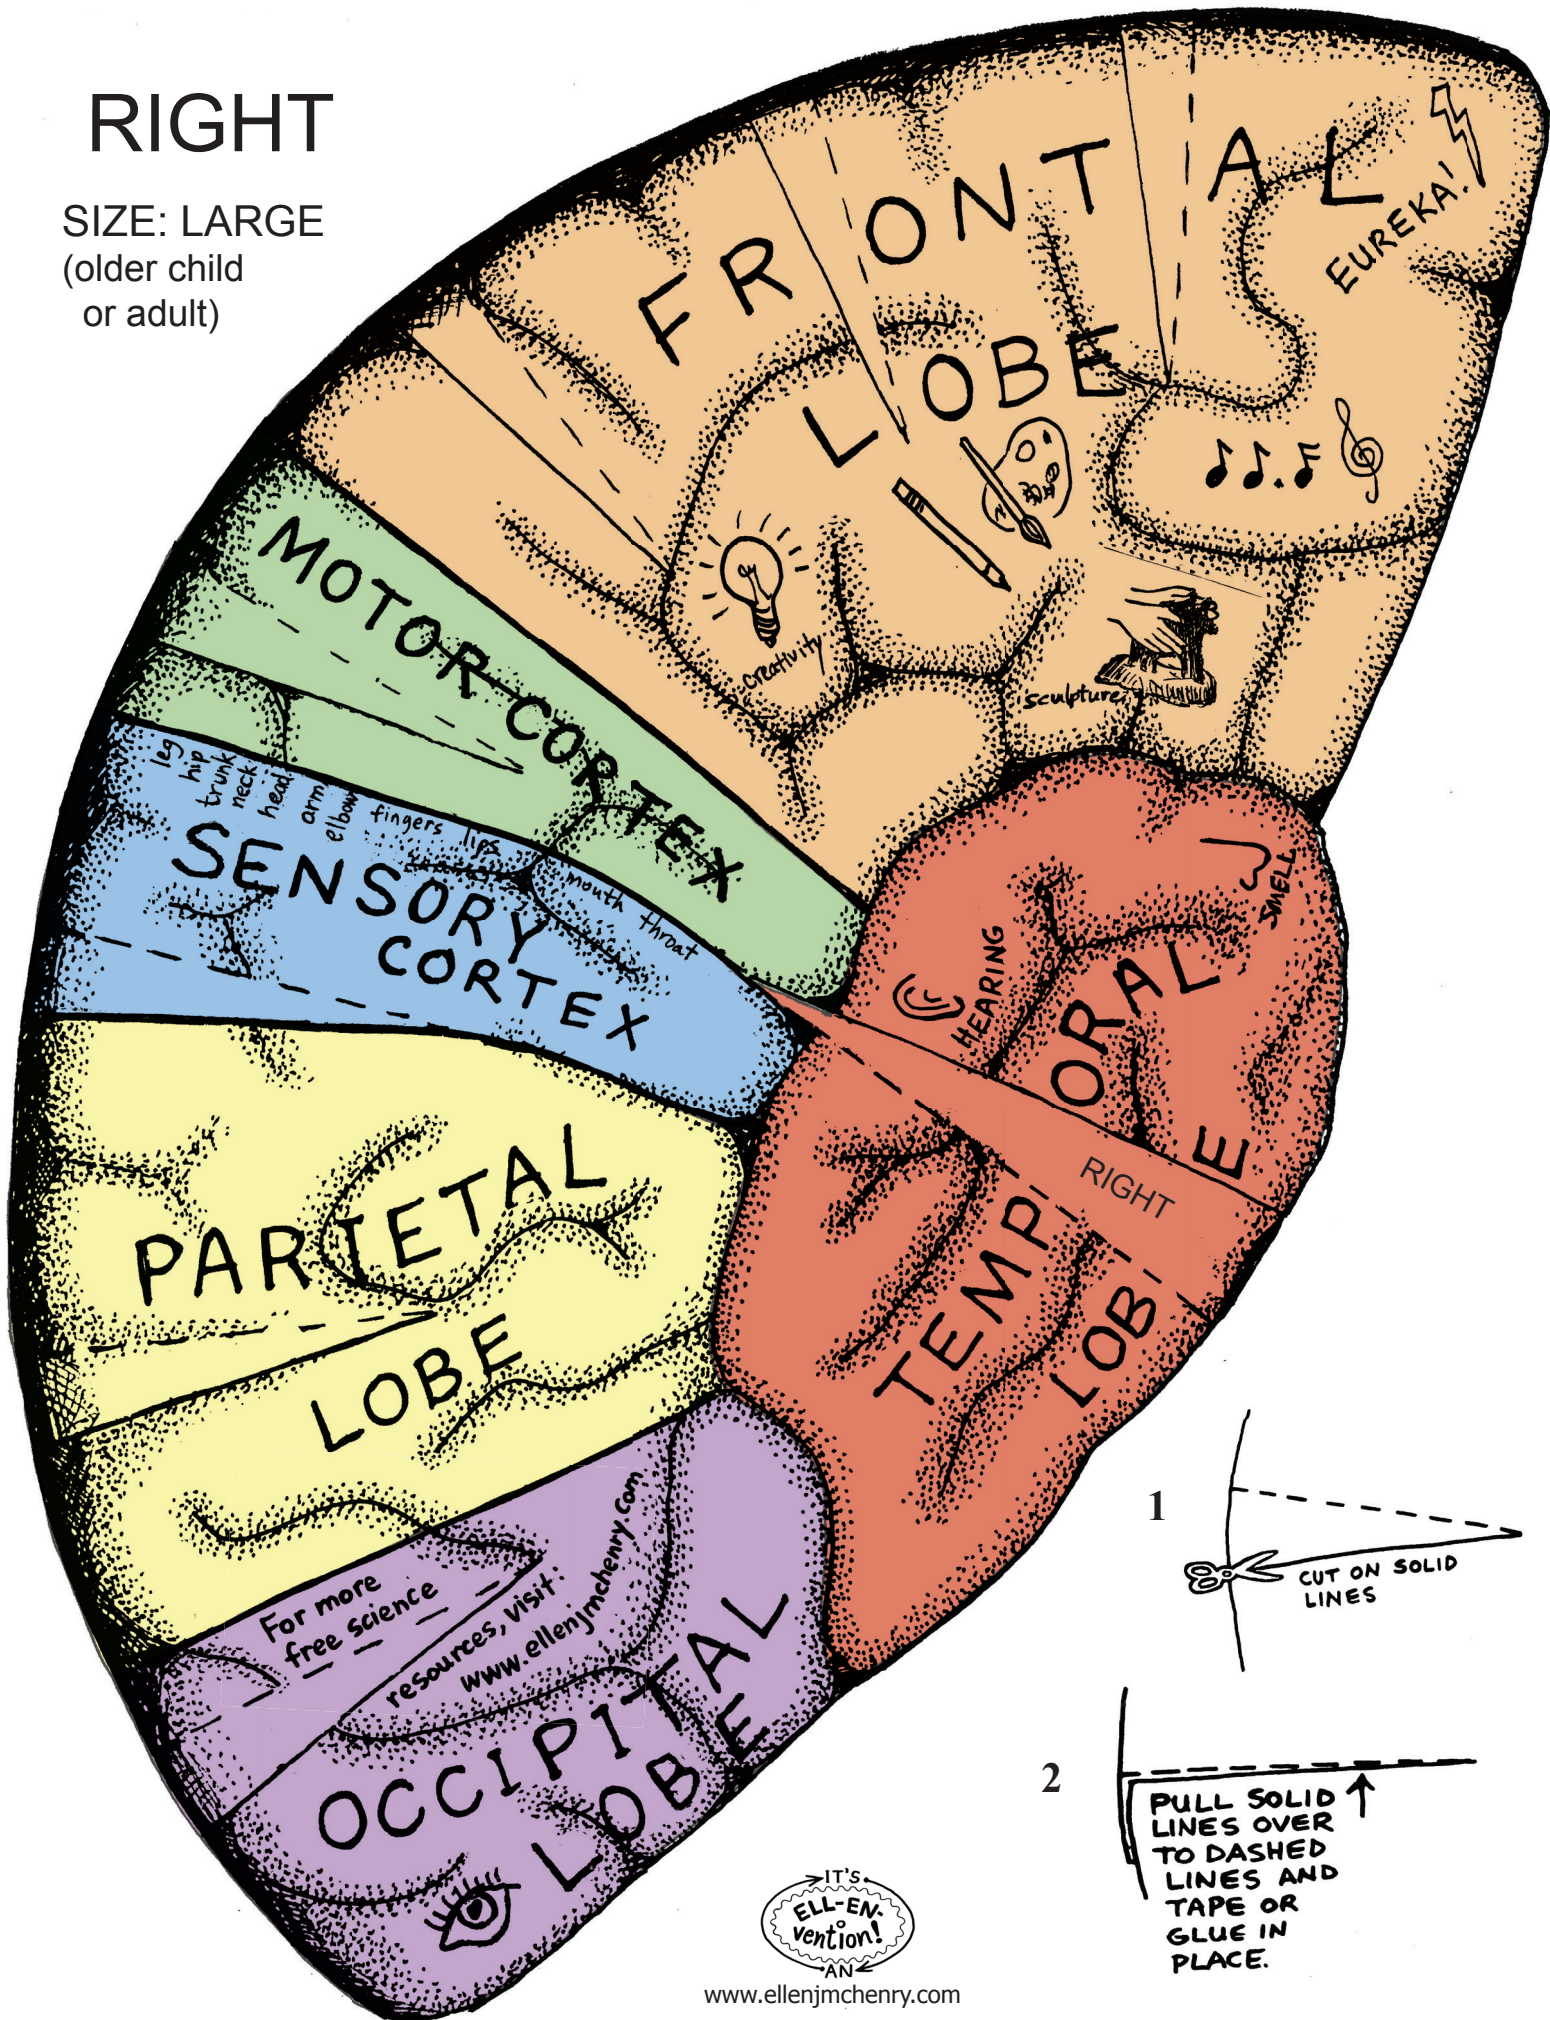 RIGHT
SIZE: LARGE
(older child
or adult)
FRONTAL
LOBE
EUREKA!
creativity
sculpture
MOTOR CORTEX
leg
hip
trunk
neck
head
arm
elbow
fingers
lips
mouth
throat
SENSORY
CORTEX
SMELL
HEARING
TEMPORAL
LOBE
RIGHT
PARIETAL
LOBE
For more
free science
resources, visit:
www.ellenjmchenry.com
OCCIPITAL
LOBE
1
CUT ON SOLID
LINES
2
PULL SOLID
LINES OVER
TO DASHED
LINES AND
TAPE OR
GLUE IN
PLACE.
IT'S
AN
ELL-EN-
vention!
www.ellenjmchenry.com